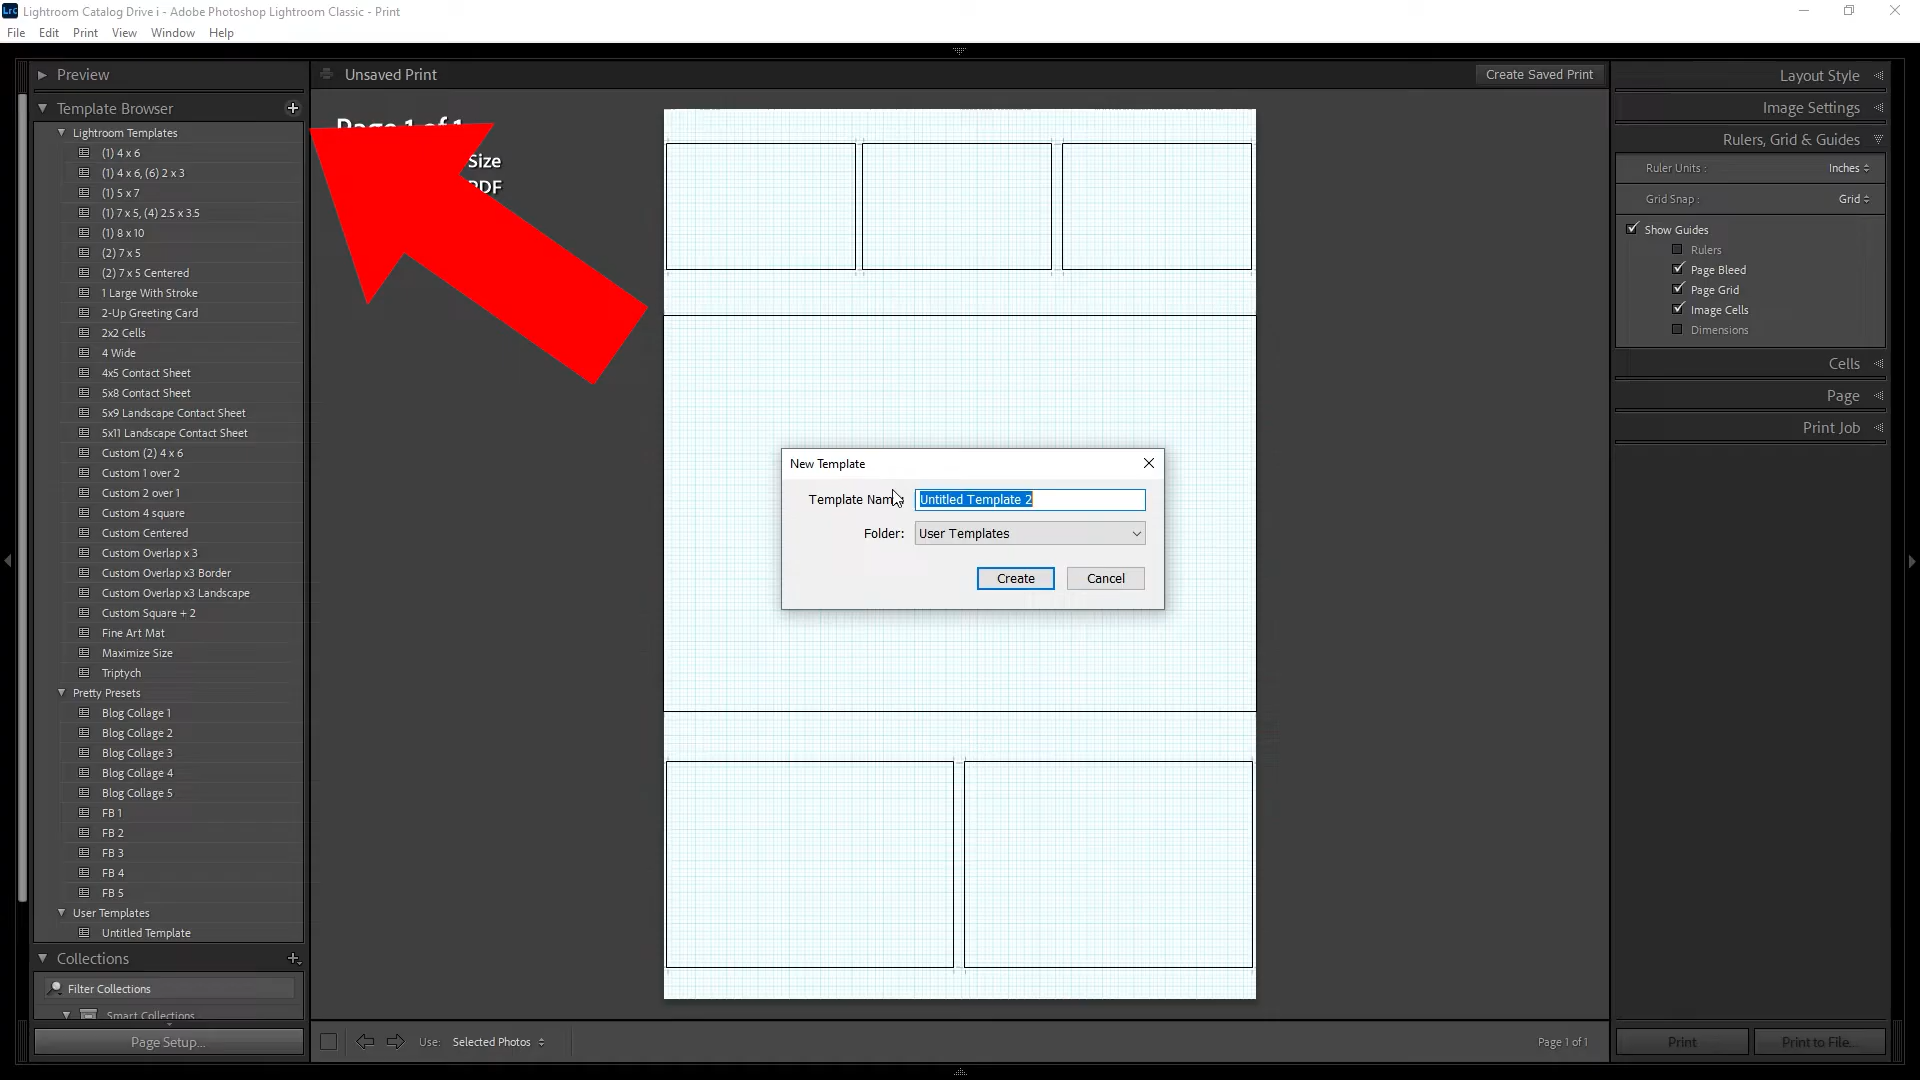 Lrc Lightroom Catalog Drive i - Adobe Photoshop Lightroom Classic - Print
File Edit Print View Window Help
Preview
Template Browser
Lightroom Templates
(1) 4 x 6
(1) 4 x 6, (6) 2 x 3
(1) 5 x 7
(1) 7 x 5, (4) 2.5 x 3.5
(1) 8 x 10
(2) 7 x 5
(2) 7 x 5 Centered
1 Large With Stroke
2-Up Greeting Card
2x2 Cells
4 Wide
4x5 Contact Sheet
5x8 Contact Sheet
5x9 Landscape Contact Sheet
5x11 Landscape Contact Sheet
Custom (2) 4 x 6
Custom 1 over 2
Custom 2 over 1
Custom 4 square
Custom Centered
Custom Overlap x 3
Custom Overlap x3 Border
Custom Overlap x3 Landscape
Custom Square + 2
Fine Art Mat
Maximize Size
Triptych
Pretty Presets
Blog Collage 1
Blog Collage 2
Blog Collage 3
Blog Collage 4
Blog Collage 5
FB 1
FB 2
FB 3
FB 4
FB 5
User Templates
Untitled Template
Collections
Filter Collections
Smart Collections
Page Setup...
Unsaved Print
Create Saved Print
Page 1 of 1
Size
PDF
New Template
Template Name:
Untitled Template 2
Folder:
User Templates
Create
Cancel
Use: Selected Photos
Page 1 of 1
Layout Style
Image Settings
Rulers, Grid & Guides
Ruler Units : Inches
Grid Snap : Grid
Show Guides
Rulers
Page Bleed
Page Grid
Image Cells
Dimensions
Cells
Page
Print Job
Print
Print to File...